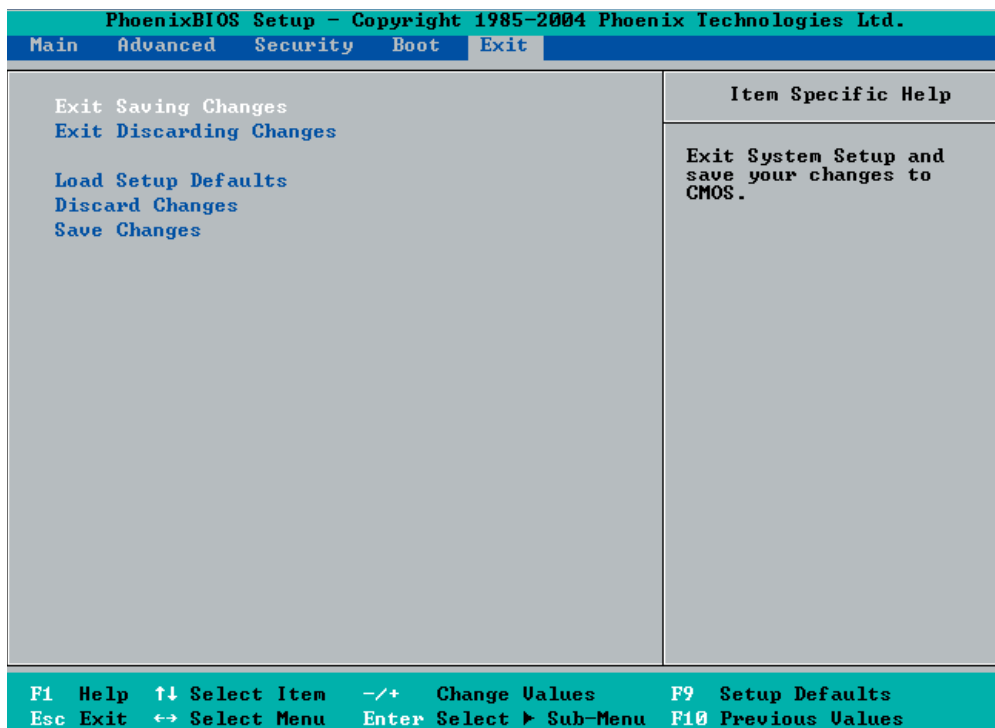 PhoenixBIOS Setup - Copyright 1985-2004 Phoenix Technologies Ltd.
Main Advanced Security Boot Exit
Exit Saving Changes
Exit Discarding Changes
Load Setup Defaults
Discard Changes
Save Changes
Item Specific Help
Exit System Setup and
save your changes to
CMOS.
F1 Help ↑↓ Select Item -/+ Change Values F9 Setup Defaults
Esc Exit ↔ Select Menu Enter Select ▶ Sub-Menu F10 Previous Values